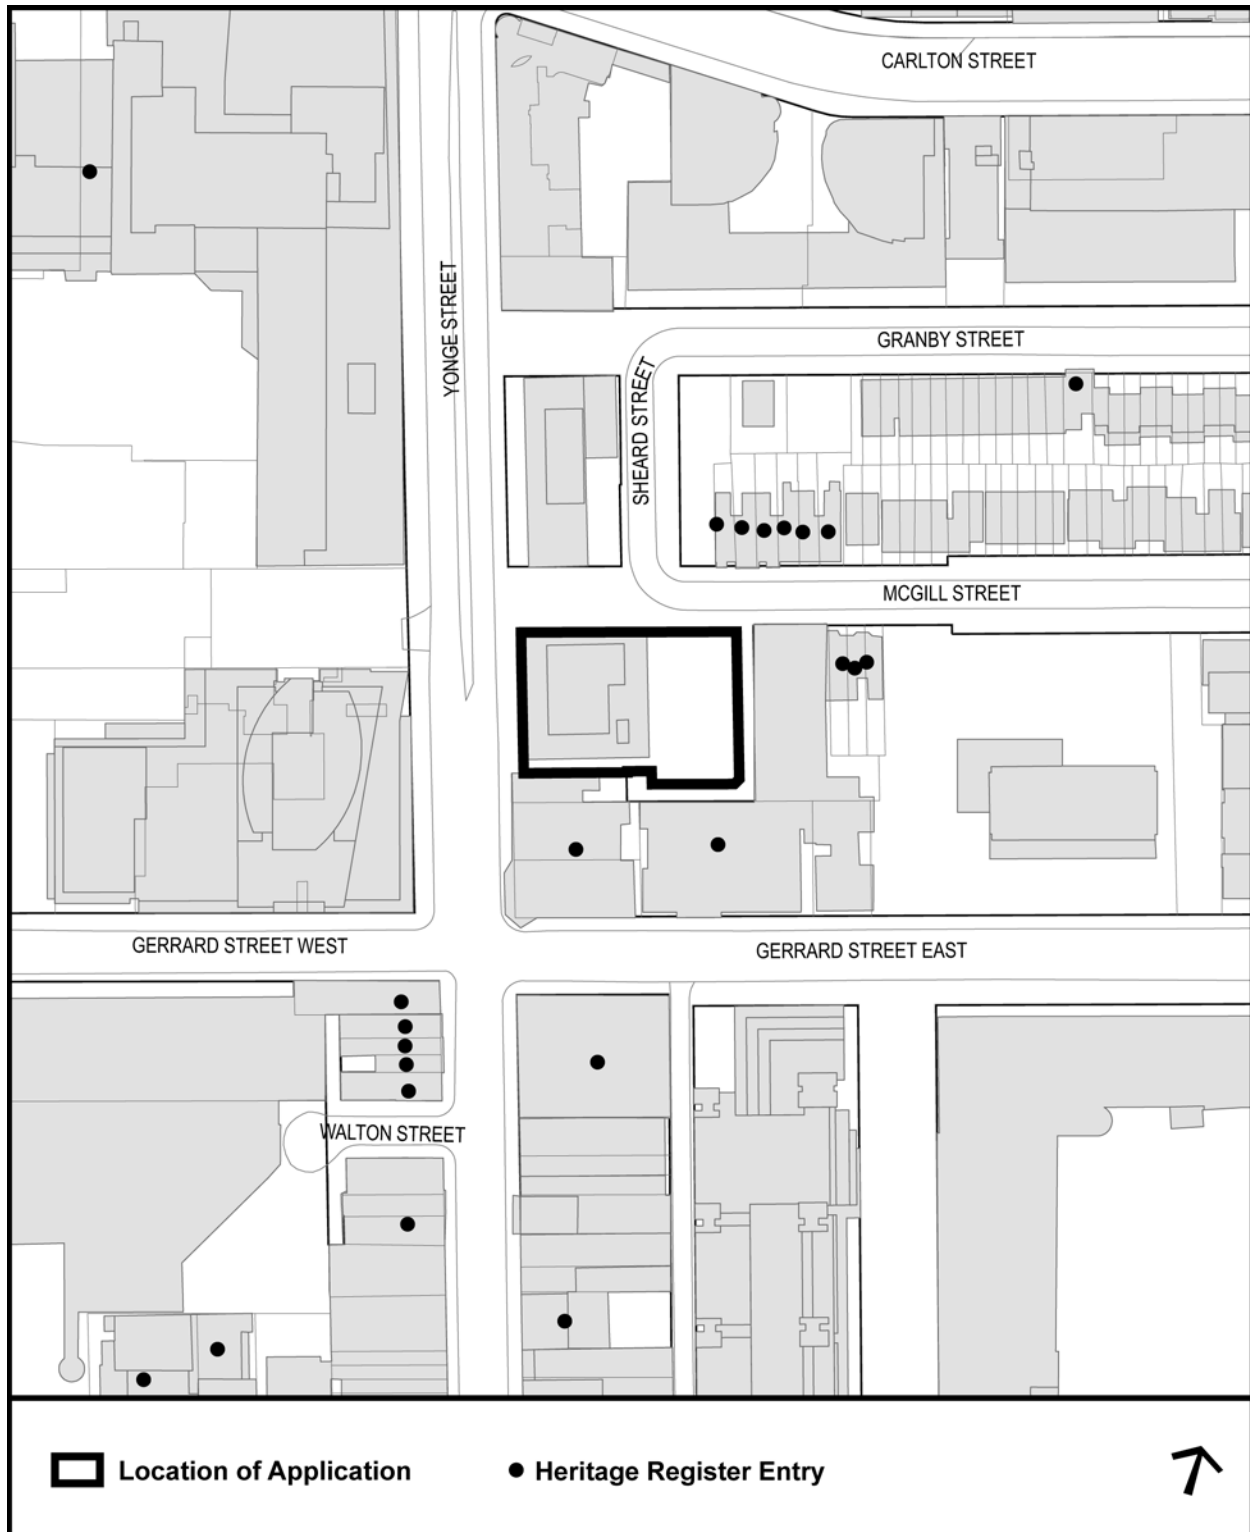 CARLTON STREET
YONGE STREET
GRANBY STREET
SHEARD STREET
MCGILL STREET
GERRARD STREET WEST
GERRARD STREET EAST
WALTON STREET
Location of Application
Heritage Register Entry